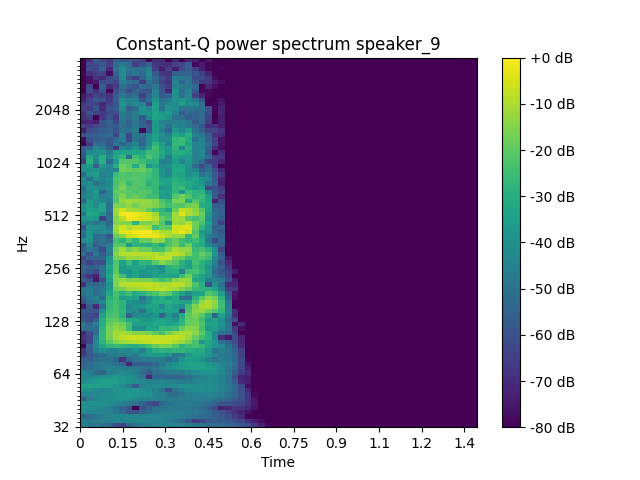 Constant-Q power spectrum speaker_9
Hz
2048
1024
512
256
128
64
32
0 0.15 0.3 0.45 0.6 0.75 0.9 1.1 1.2 1.4
Time
+0 dB
-10 dB
-20 dB
-30 dB
-40 dB
-50 dB
-60 dB
-70 dB
-80 dB